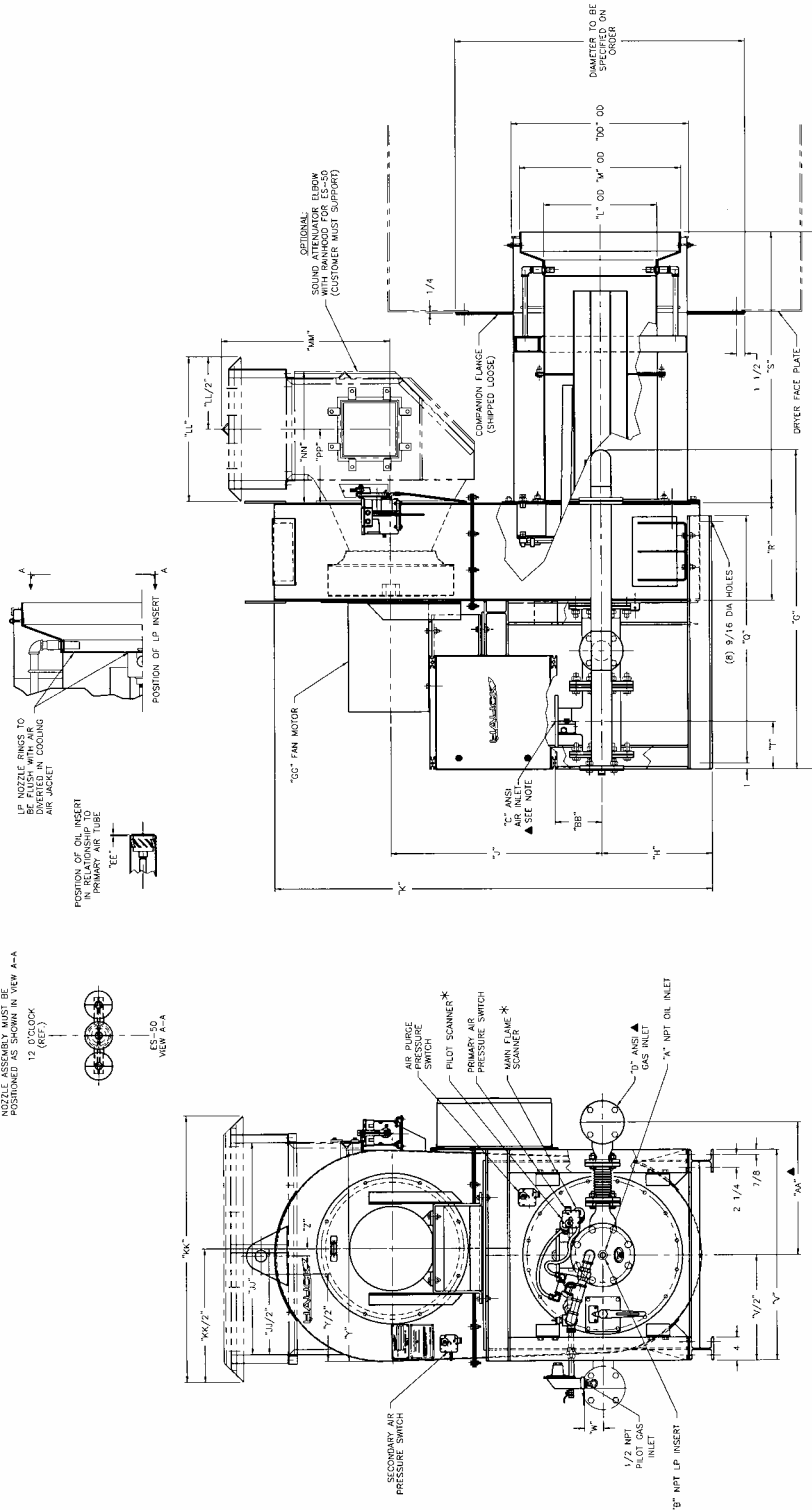 NOZZLE ASSEMBLY MUST BE
POSITIONED AS SHOWN IN VIEW A-A
12 O'CLOCK
(REF.)
ES-50
VIEW A-A
POSITION OF OIL INSERT
IN RELATIONSHIP TO
PRIMARY AIR TUBE
"EE"
LP NOZZLE RINGS TO
BE FLUSH WITH AIR
DIVERTED IN COOLING
AIR JACKET
A
A
POSITION OF LP INSERT
"KK"
"KK/2"
"JJ"
"JJ/2"
"Z"
HAUCK
"Y/2"
"Y"
SECONDARY AIR
PRESSURE SWITCH
AIR PURGE
PRESSURE
SWITCH
PILOT SCANNER*
PRIMARY AIR
PRESSURE SWITCH
MAIN FLAME*
SCANNER
"D" ANSI ▲
GAS INLET
"A" NPT OIL INLET
"W"
1/2 NPT
PILOT GAS
INLET
"B" NPT LP INSERT
4
"V/2"
"V"
2 1/4
7/8
"AA" ▲
"LL"
"LL/2"
"MM"
"NN"
"PP"
OPTIONAL:
SOUND ATTENUATOR ELBOW
WITH RAINHOOD FOR ES-50
(CUSTOMER MUST SUPPORT)
"GG" FAN MOTOR
HAUCK
"C" ANSI
AIR INLET
▲ SEE NOTE
"BB"
"K"
"J"
"H"
"T"
1
"Q"
(8) 9/16 DIA HOLES
"R"
"G"
"S"
COMPANION FLANGE
(SHIPPED LOOSE)
1/4
1 1/2
DRYER FACE PLATE
"L" OD
"M" OD
"DD" OD
DIAMETER TO BE
SPECIFIED ON
ORDER